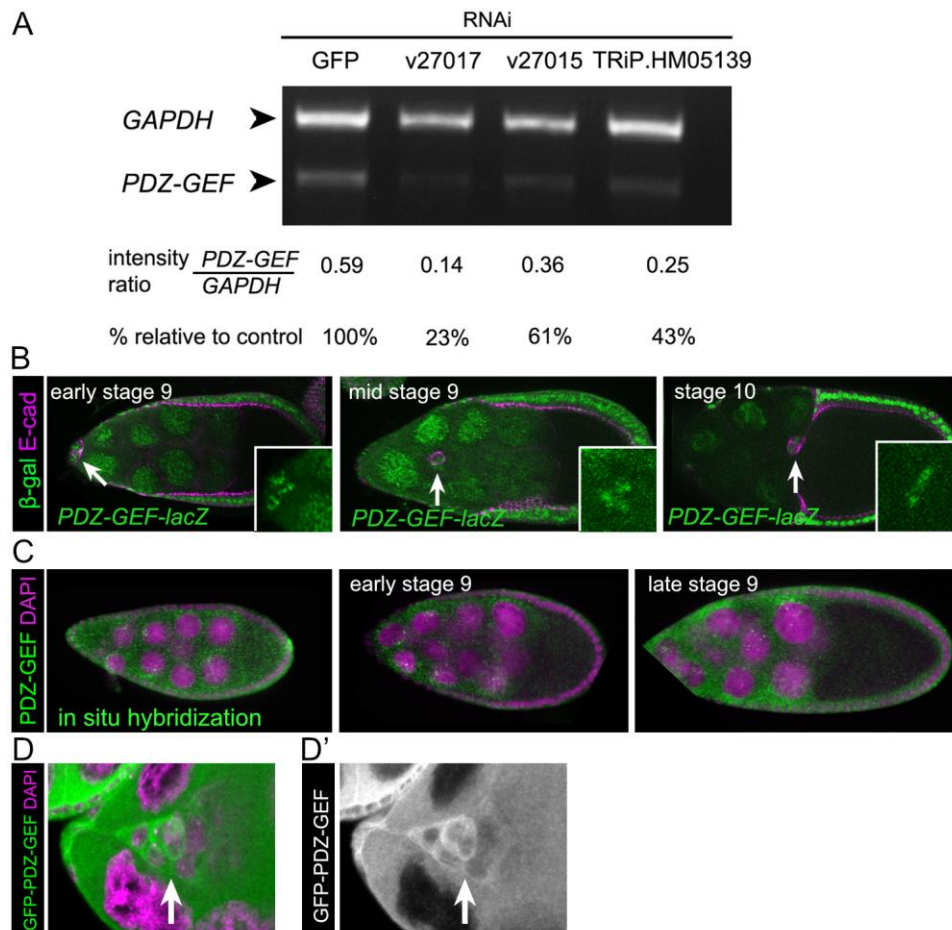 A
RNAi
GFP v27017 v27015 TRiP.HM05139
GAPDH
PDZ-GEF
intensity ratio PDZ-GEF / GAPDH 0.59 0.14 0.36 0.25
% relative to control 100% 23% 61% 43%
B
β-gal E-cad
early stage 9 mid stage 9 stage 10
PDZ-GEF-lacZ PDZ-GEF-lacZ PDZ-GEF-lacZ
C
PDZ-GEF DAPI
early stage 9 late stage 9
in situ hybridization
D D'
GFP-PDZ-GEF DAPI
GFP-PDZ-GEF